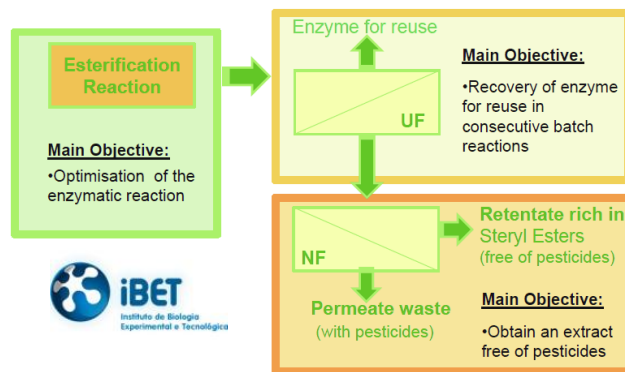 Esterification
Reaction
Main Objective:
•Optimisation of the
enzymatic reaction
Enzyme for reuse
UF
Main Objective:
•Recovery of enzyme
for reuse in
consecutive batch
reactions
NF
Retentate rich in
Steryl Esters
(free of pesticides)
Permeate waste
(with pesticides)
Main Objective:
•Obtain an extract
free of pesticides
iBET
Instituto de Biologia
Experimental e Tecnológica